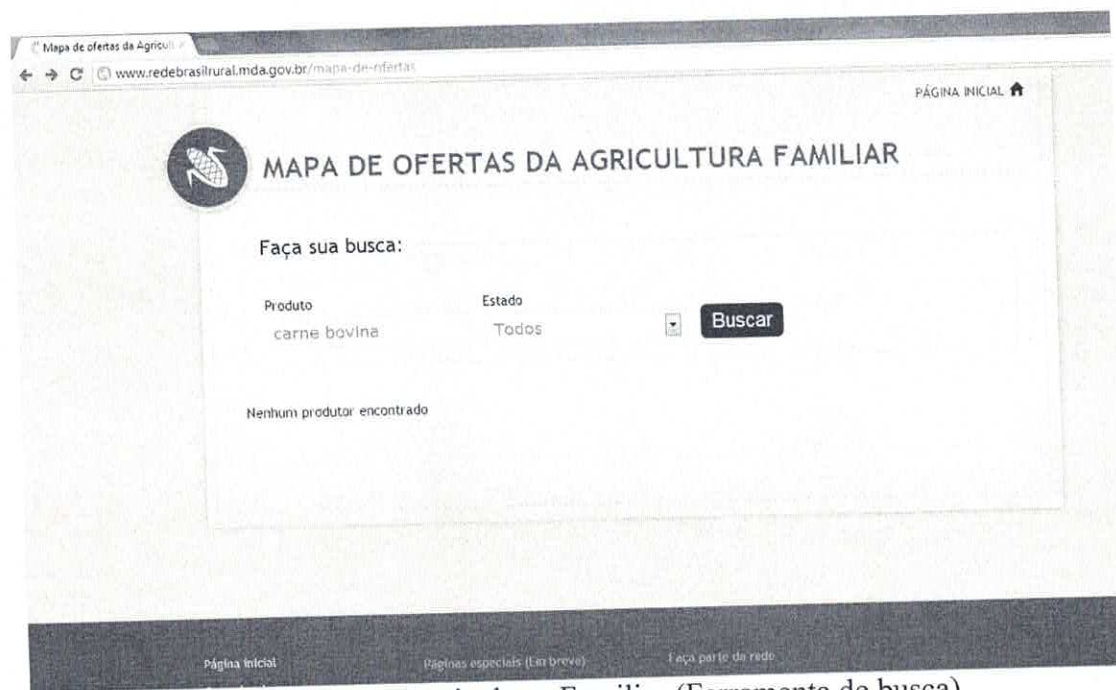 Mapa de ofertas da Agricult
www.redebrasilrural.mda.gov.br/mapa-de-ofertas
PÁGINA INICIAL
MAPA DE OFERTAS DA AGRICULTURA FAMILIAR
Faça sua busca:
Produto Estado
carne bovina Todos Buscar
Nenhum produtor encontrado
Página inicial Páginas especiais (Em breve) Faça parte da rede
Familiar (Ferramenta de busca)